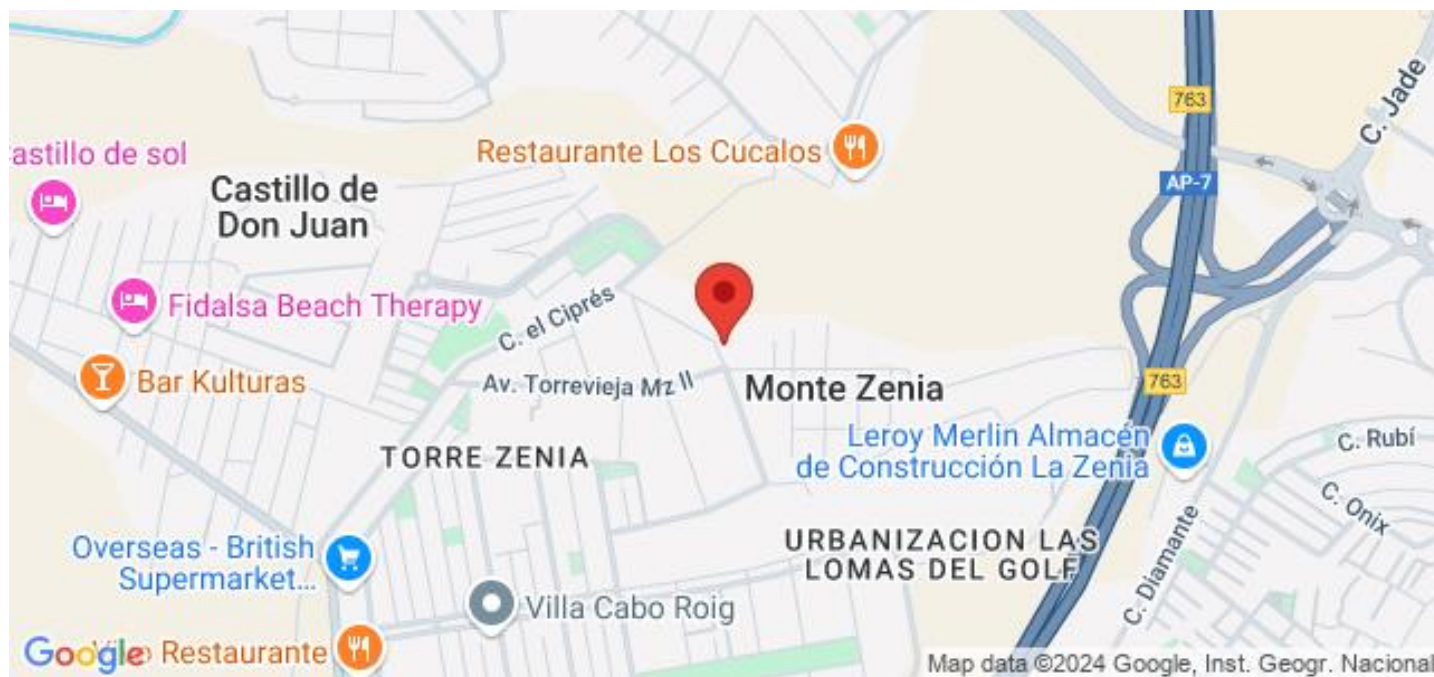 763
C. Jade
Restaurante Los Cucalos
astillo de sol
AP-7
Castillo de
Don Juan
Fidalsa Beach Therapy
C. el Ciprés
Bar Kulturas
Av. Torrevieja Mz II
Monte Zenia
763
Leroy Merlin Almacén
de Construcción La Zenia
C. Rubí
TORRE ZENIA
C. Onix
Overseas - British
Supermarket...
URBANIZACION LAS
LOMAS DEL GOLF
C. Diamante
Villa Cabo Roig
Google
Restaurante
Map data ©2024 Google, Inst. Geogr. Nacional